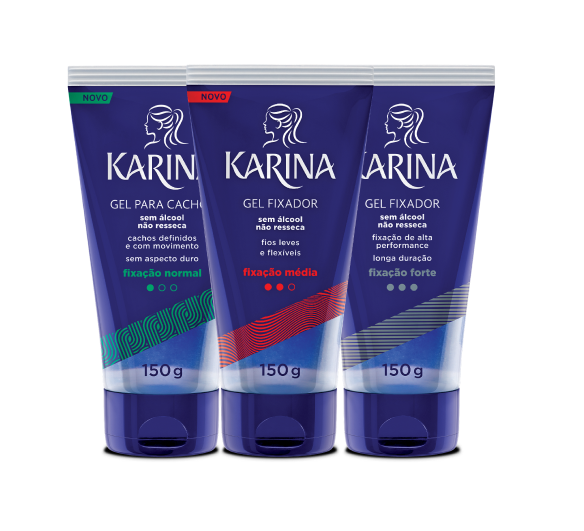 NOVO
KARINA
GEL PARA CACHO
sem álcool
não resseca
cachos definidos
e com movimento
sem aspecto duro
fixação normal
150g
NOVO
KARINA
GEL FIXADOR
sem álcool
não resseca
fios leves
e flexíveis
fixação média
150g
KARINA
GEL FIXADOR
sem álcool
não resseca
fixação de alta
performance
longa duração
fixação forte
150g